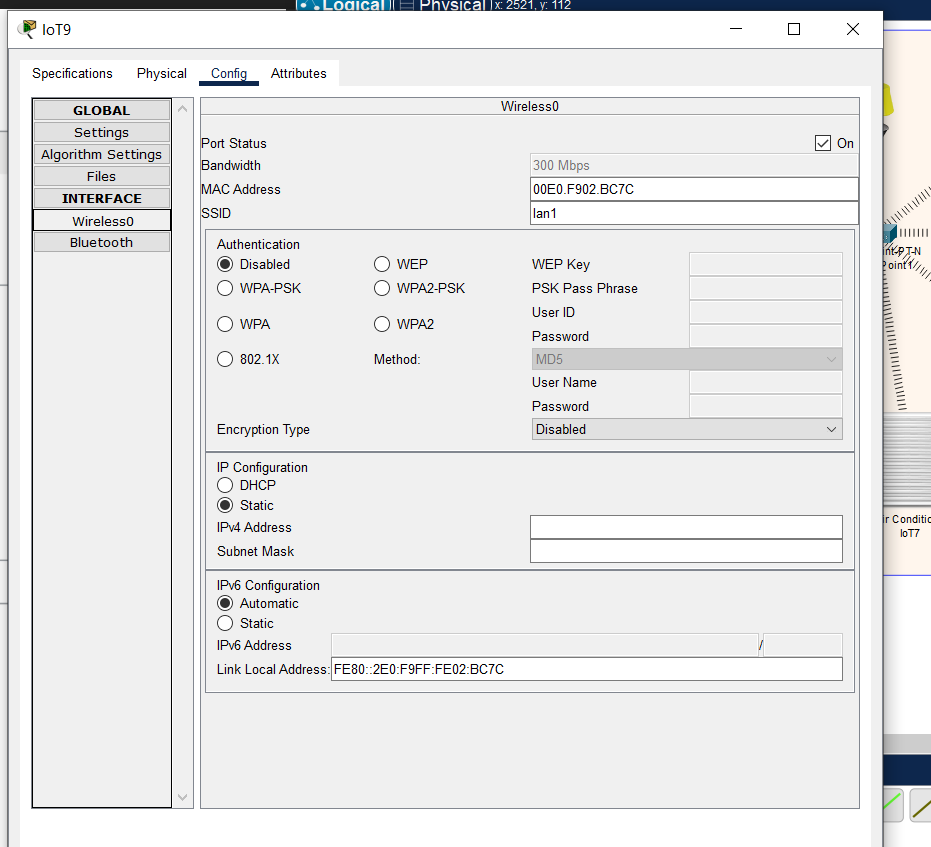 Logical Physical x: 2521, y: 112
IoT9
Specifications Physical Config Attributes
GLOBAL
Settings
Algorithm Settings
Files
INTERFACE
Wireless0
Bluetooth
Wireless0
Port Status On
Bandwidth 300 Mbps
MAC Address 00E0.F902.BC7C
SSID lan1
Authentication
Disabled WEP WEP Key
WPA-PSK WPA2-PSK PSK Pass Phrase
User ID
WPA WPA2
Password
802.1X Method: MD5
User Name
Password
Encryption Type Disabled
IP Configuration
DHCP
Static
IPv4 Address
Subnet Mask
IPv6 Configuration
Automatic
Static
IPv6 Address /
Link Local Address: FE80::2E0:F9FF:FE02:BC7C
nt-PT-N
Point1
ir Conditio
IoT7